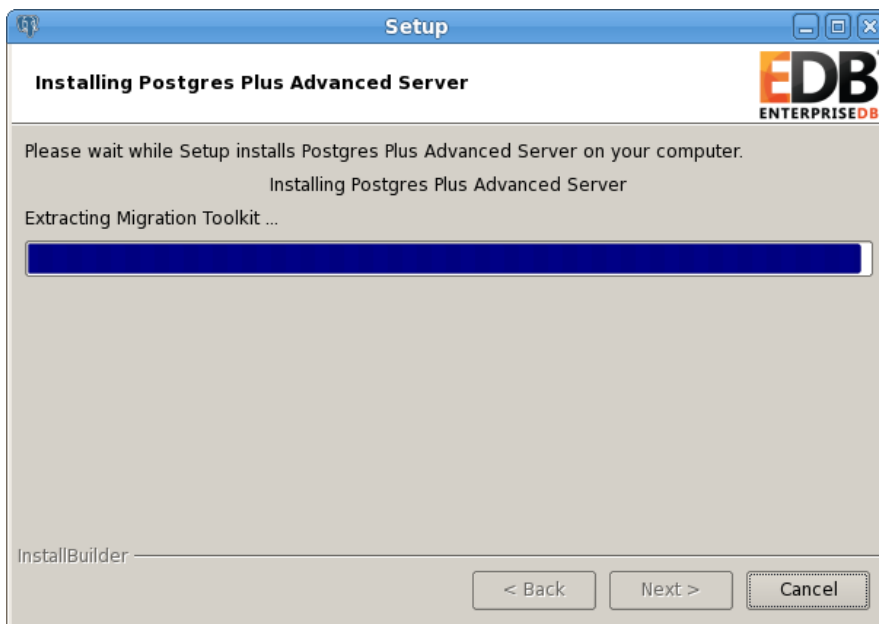 Setup
Installing Postgres Plus Advanced Server
EDB
ENTERPRISEDB
Please wait while Setup installs Postgres Plus Advanced Server on your computer.
Installing Postgres Plus Advanced Server
Extracting Migration Toolkit ...
InstallBuilder
< Back Next > Cancel